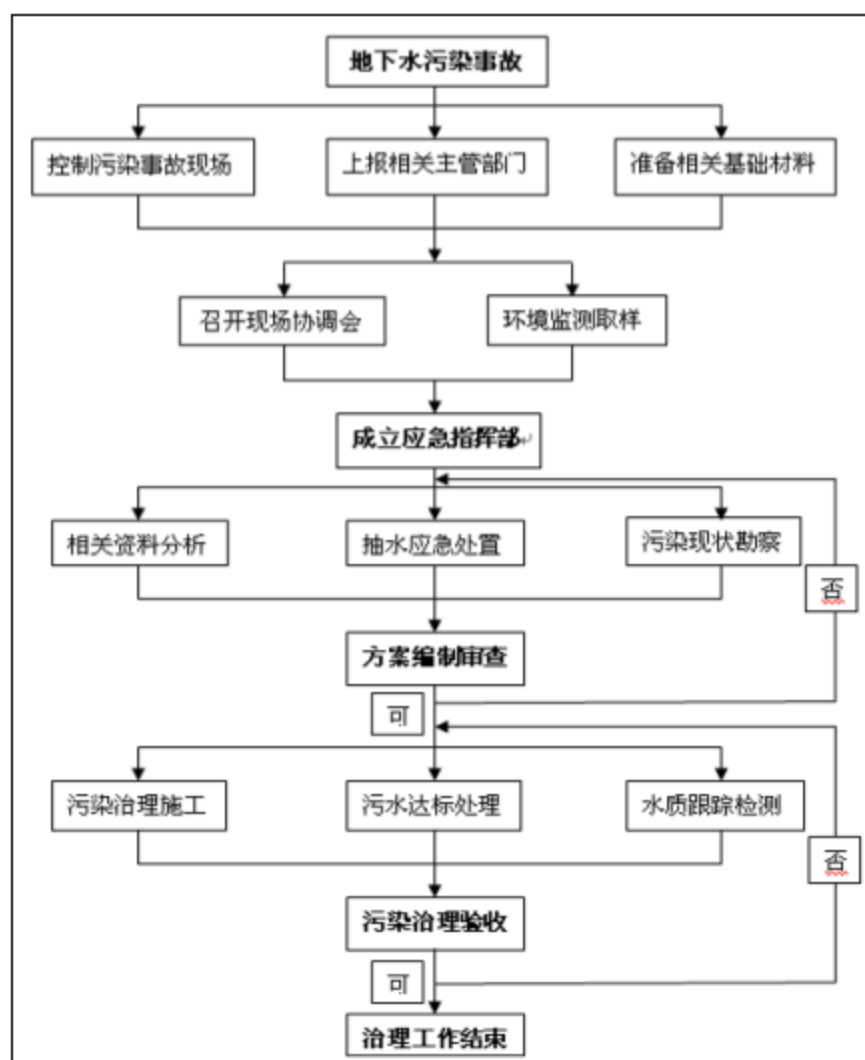 地下水污染事故
控制污染事故现场
上报相关主管部门
准备相关基础材料
召开现场协调会
环境监测取样
成立应急指挥部
相关资料分析
抽水应急处置
污染现状勘察
否
方案编制审查
可
污染治理施工
污水达标处理
水质跟踪检测
否
污染治理验收
可
治理工作结束